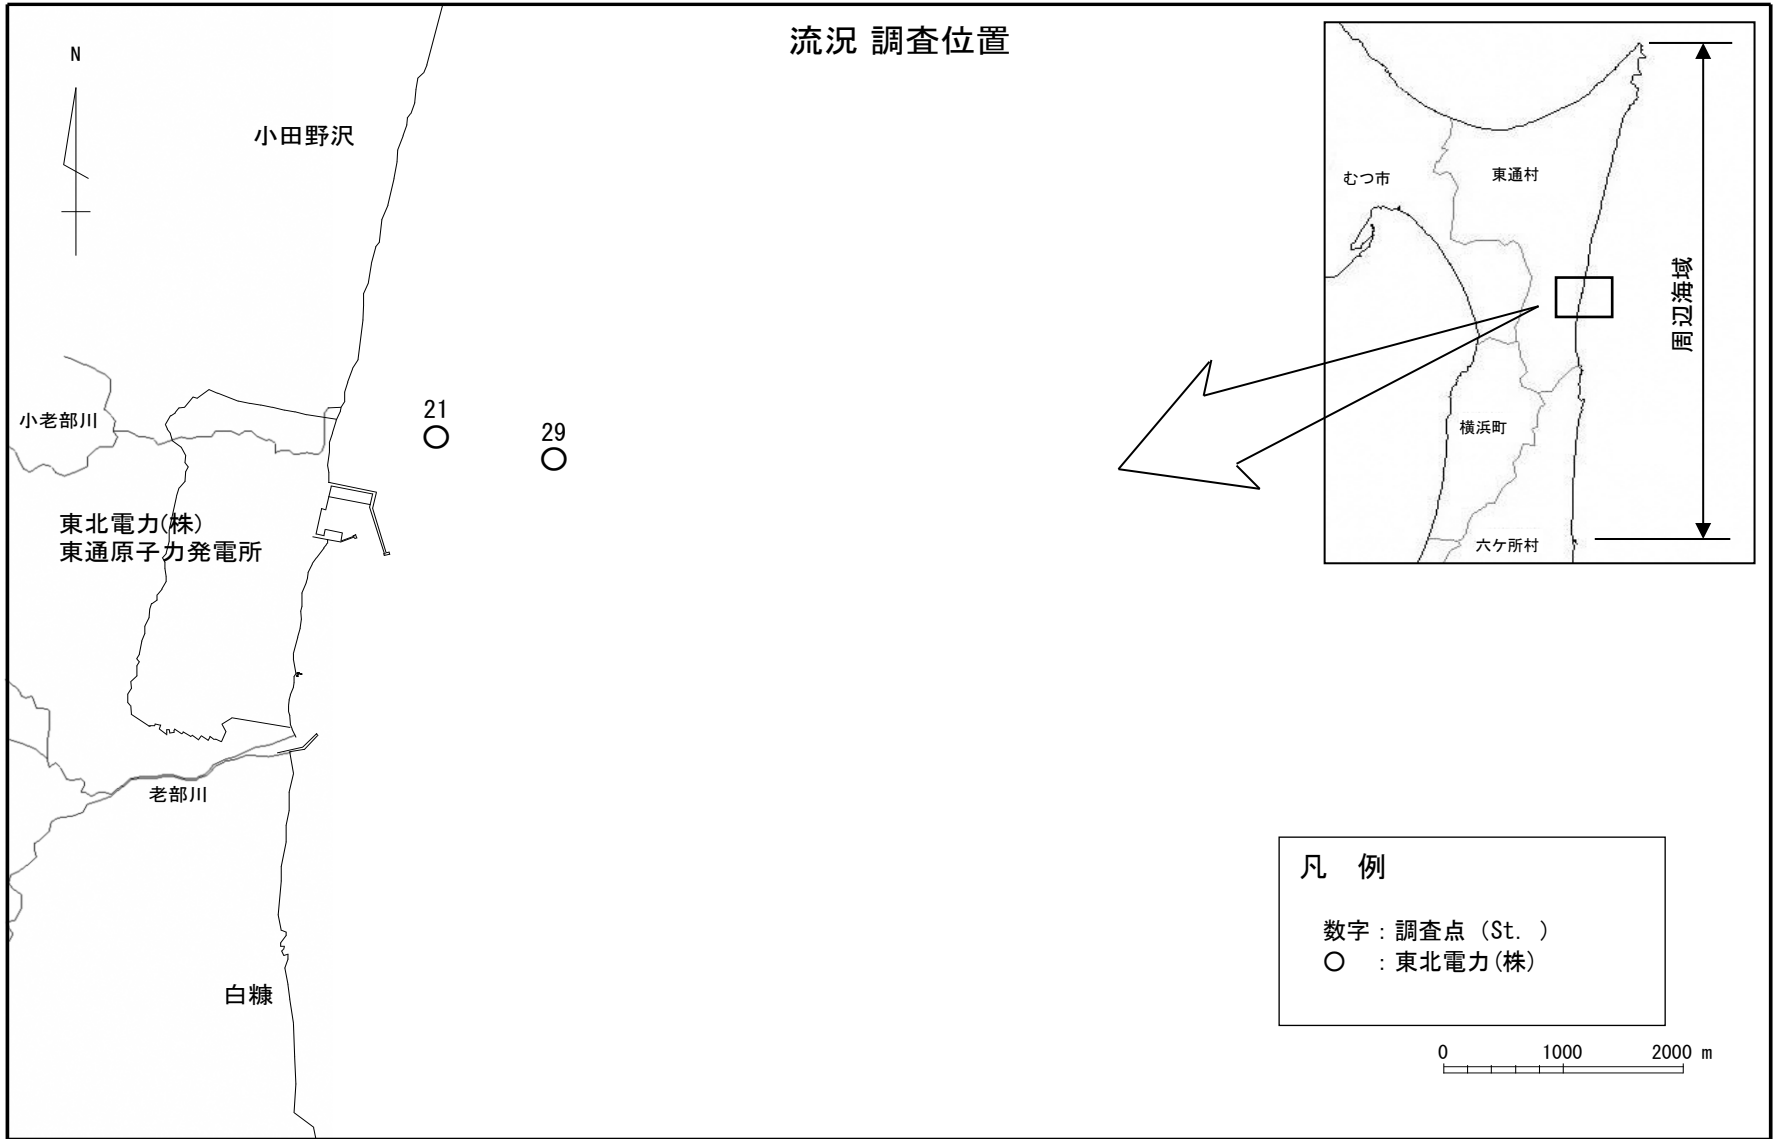 流況 調査位置
N
小田野沢
むつ市
東通村
周辺海域
21
29
小老部川
横浜町
東北電力(株)
東通原子力発電所
六ケ所村
老部川
凡 例
数字：調査点（St. ）
○ ：東北電力(株)
白糠
0 1000 2000 m